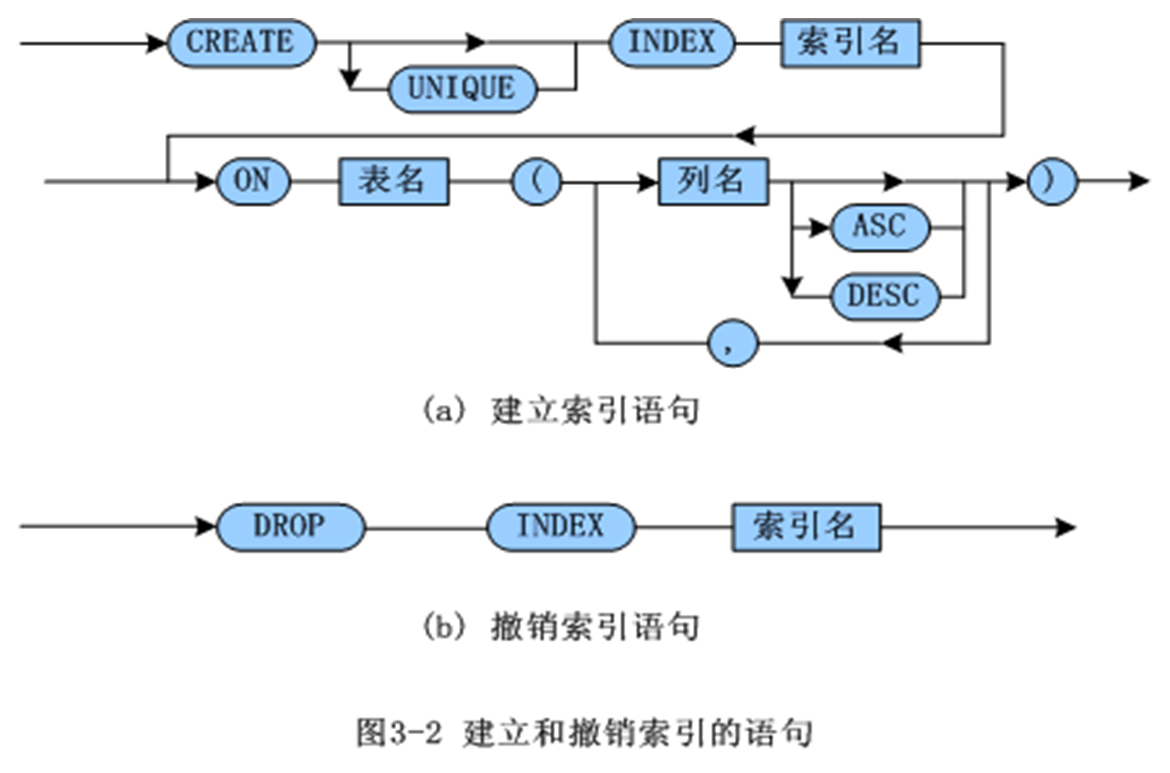 CREATE INDEX 索引名
UNIQUE
ON 表名 ( 列名 )
ASC
DESC
,
(a) 建立索引语句
DROP INDEX 索引名
(b) 撤销索引语句
图3-2 建立和撤销索引的语句